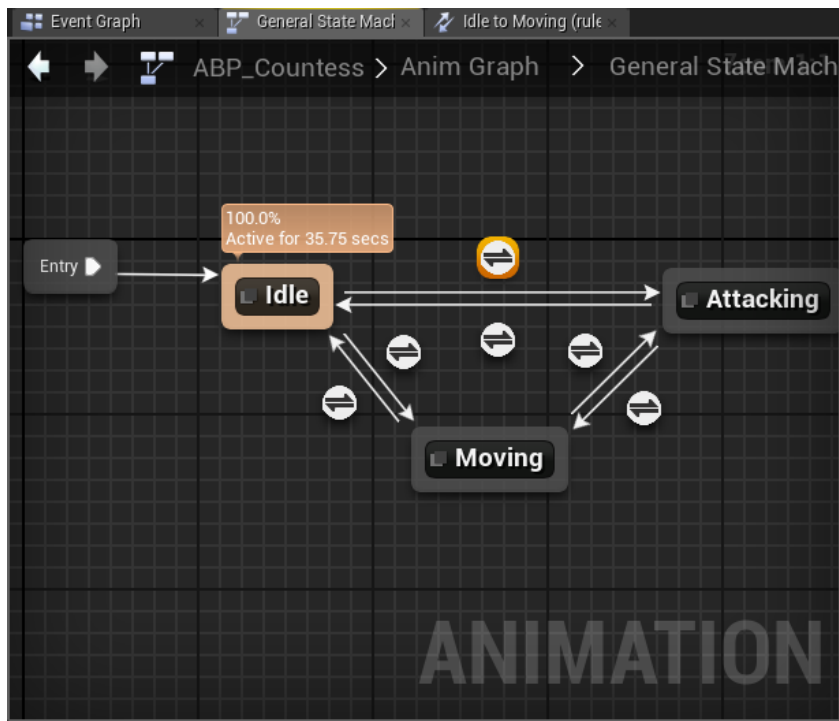 Event Graph
General State Mach
Idle to Moving (rule
ABP_Countess > Anim Graph > General State Mach
100.0%
Active for 35.75 secs
Entry
Idle
Attacking
Moving
ANIMATION